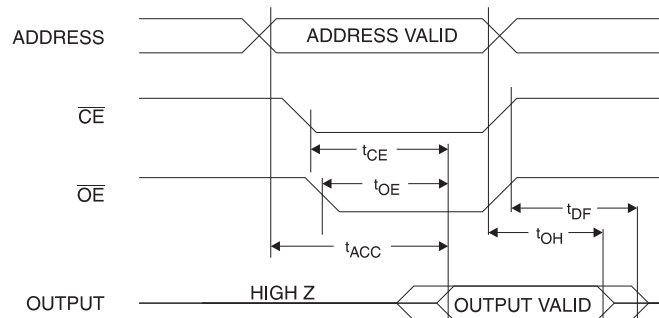 ADDRESS
ADDRESS VALID
CE
tCE
OE
tOE
tDF
tOH
tACC
HIGH Z
OUTPUT
OUTPUT VALID